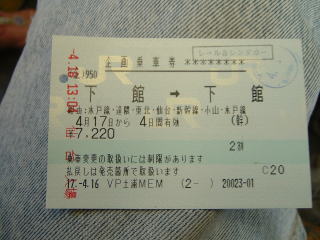 企画乗車券 ********
レール&レンタカー
950
下館 → 下館
経由:水戸線・遠隔・東北・仙台・新幹線・小山・水戸線
4月17日から 4日間有効 (幹)
¥7,220
2割
乗車変更の取扱いには制限があります
払戻しは発売箇所で取扱います
C20
17.-4.16 VP土浦MEM (2- ) 20023-01
-4.16 13:0